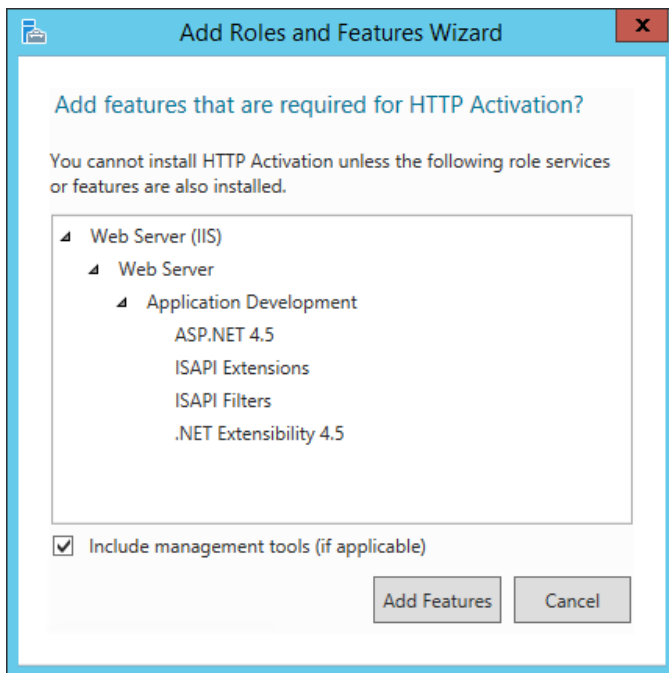 Add Roles and Features Wizard
x
Add features that are required for HTTP Activation?
You cannot install HTTP Activation unless the following role services
or features are also installed.
Web Server (IIS)
Web Server
Application Development
ASP.NET 4.5
ISAPI Extensions
ISAPI Filters
.NET Extensibility 4.5
Include management tools (if applicable)
Add Features
Cancel